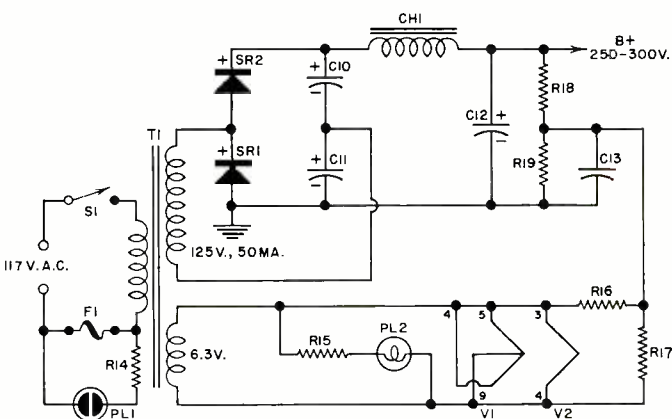 CH1
B+
25D-300V.
+ SR2
+ C10 -
R18
C12 + -
T1
+ SR1
+ C11 -
R19
C13
S1
125V., 50MA.
117 V.A.C.
F1
R14
PL1
6.3V.
R15
PL2
4
5
3
R16
R17
9
V1
4
V2